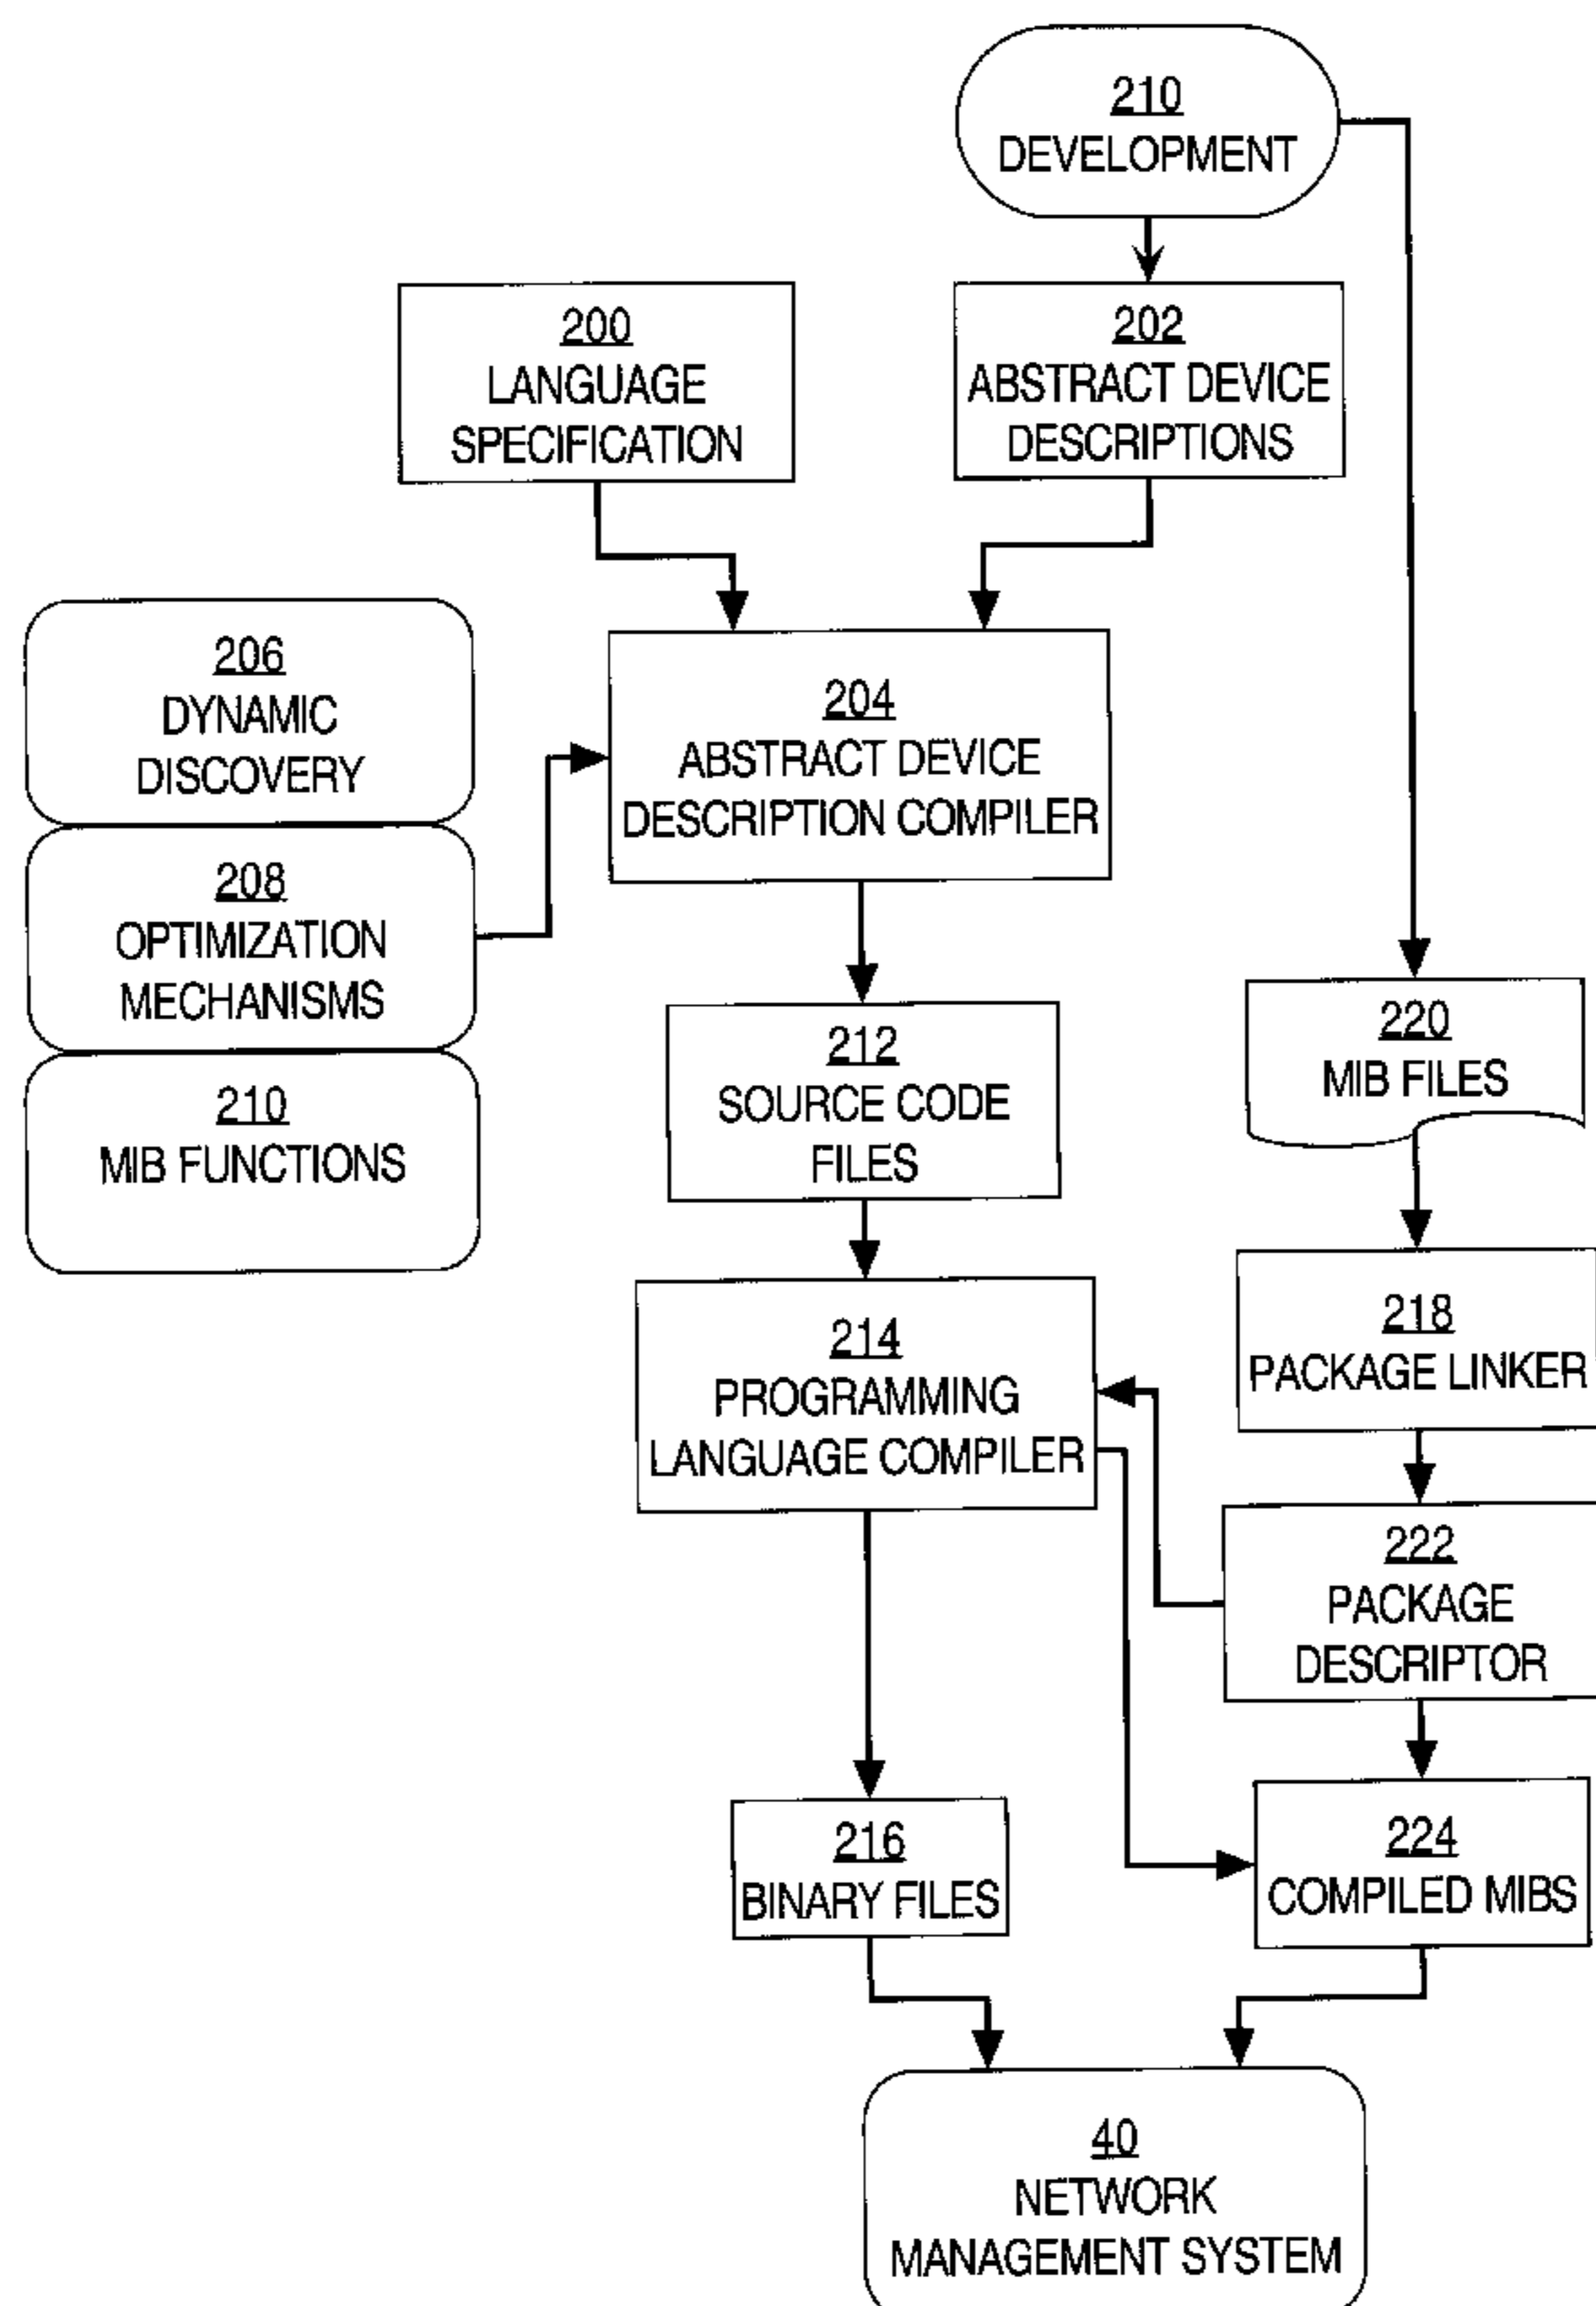 210
DEVELOPMENT
200
LANGUAGE
SPECIFICATION
202
ABSTRACT DEVICE
DESCRIPTIONS
206
DYNAMIC
DISCOVERY
204
ABSTRACT DEVICE
DESCRIPTION COMPILER
208
OPTIMIZATION
MECHANISMS
210
MIB FUNCTIONS
212
SOURCE CODE
FILES
220
MIB FILES
214
PROGRAMMING
LANGUAGE COMPILER
218
PACKAGE LINKER
222
PACKAGE
DESCRIPTOR
216
BINARY FILES
224
COMPILED MIBS
40
NETWORK
MANAGEMENT SYSTEM